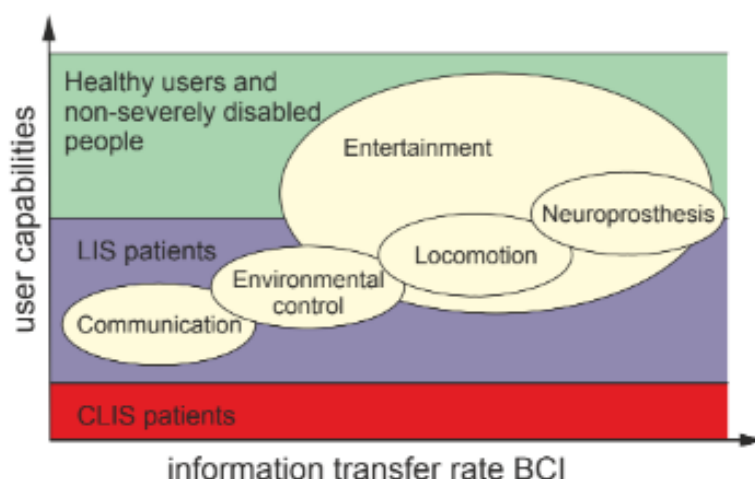 user capabilities
Healthy users and
non-severely disabled
people
Entertainment
Neuroprosthesis
LIS patients
Locomotion
Environmental
control
Communication
CLIS patients
information transfer rate BCI